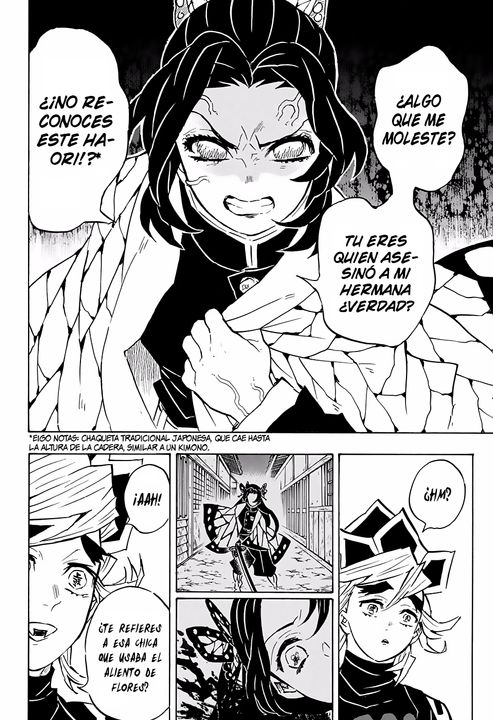 ¿ALGO
QUE ME
MOLESTE?
TU ERES
QUIEN ASE-
SINÓ A MI
HERMANA
¿VERDAD?
¿¡NO RE-
CONOCES
ESTE HA-
ORI!?*
*EIGO NOTAS: CHAQUETA TRADICIONAL JAPONESA, QUE CAE HASTA
LA ALTURA DE LA CADERA, SIMILAR A UN KIMONO.
¿HM?
¡AAH!
¿TE REFIERES
A ESA CHICA
QUE USABA EL
ALIENTO DE
FLORES?